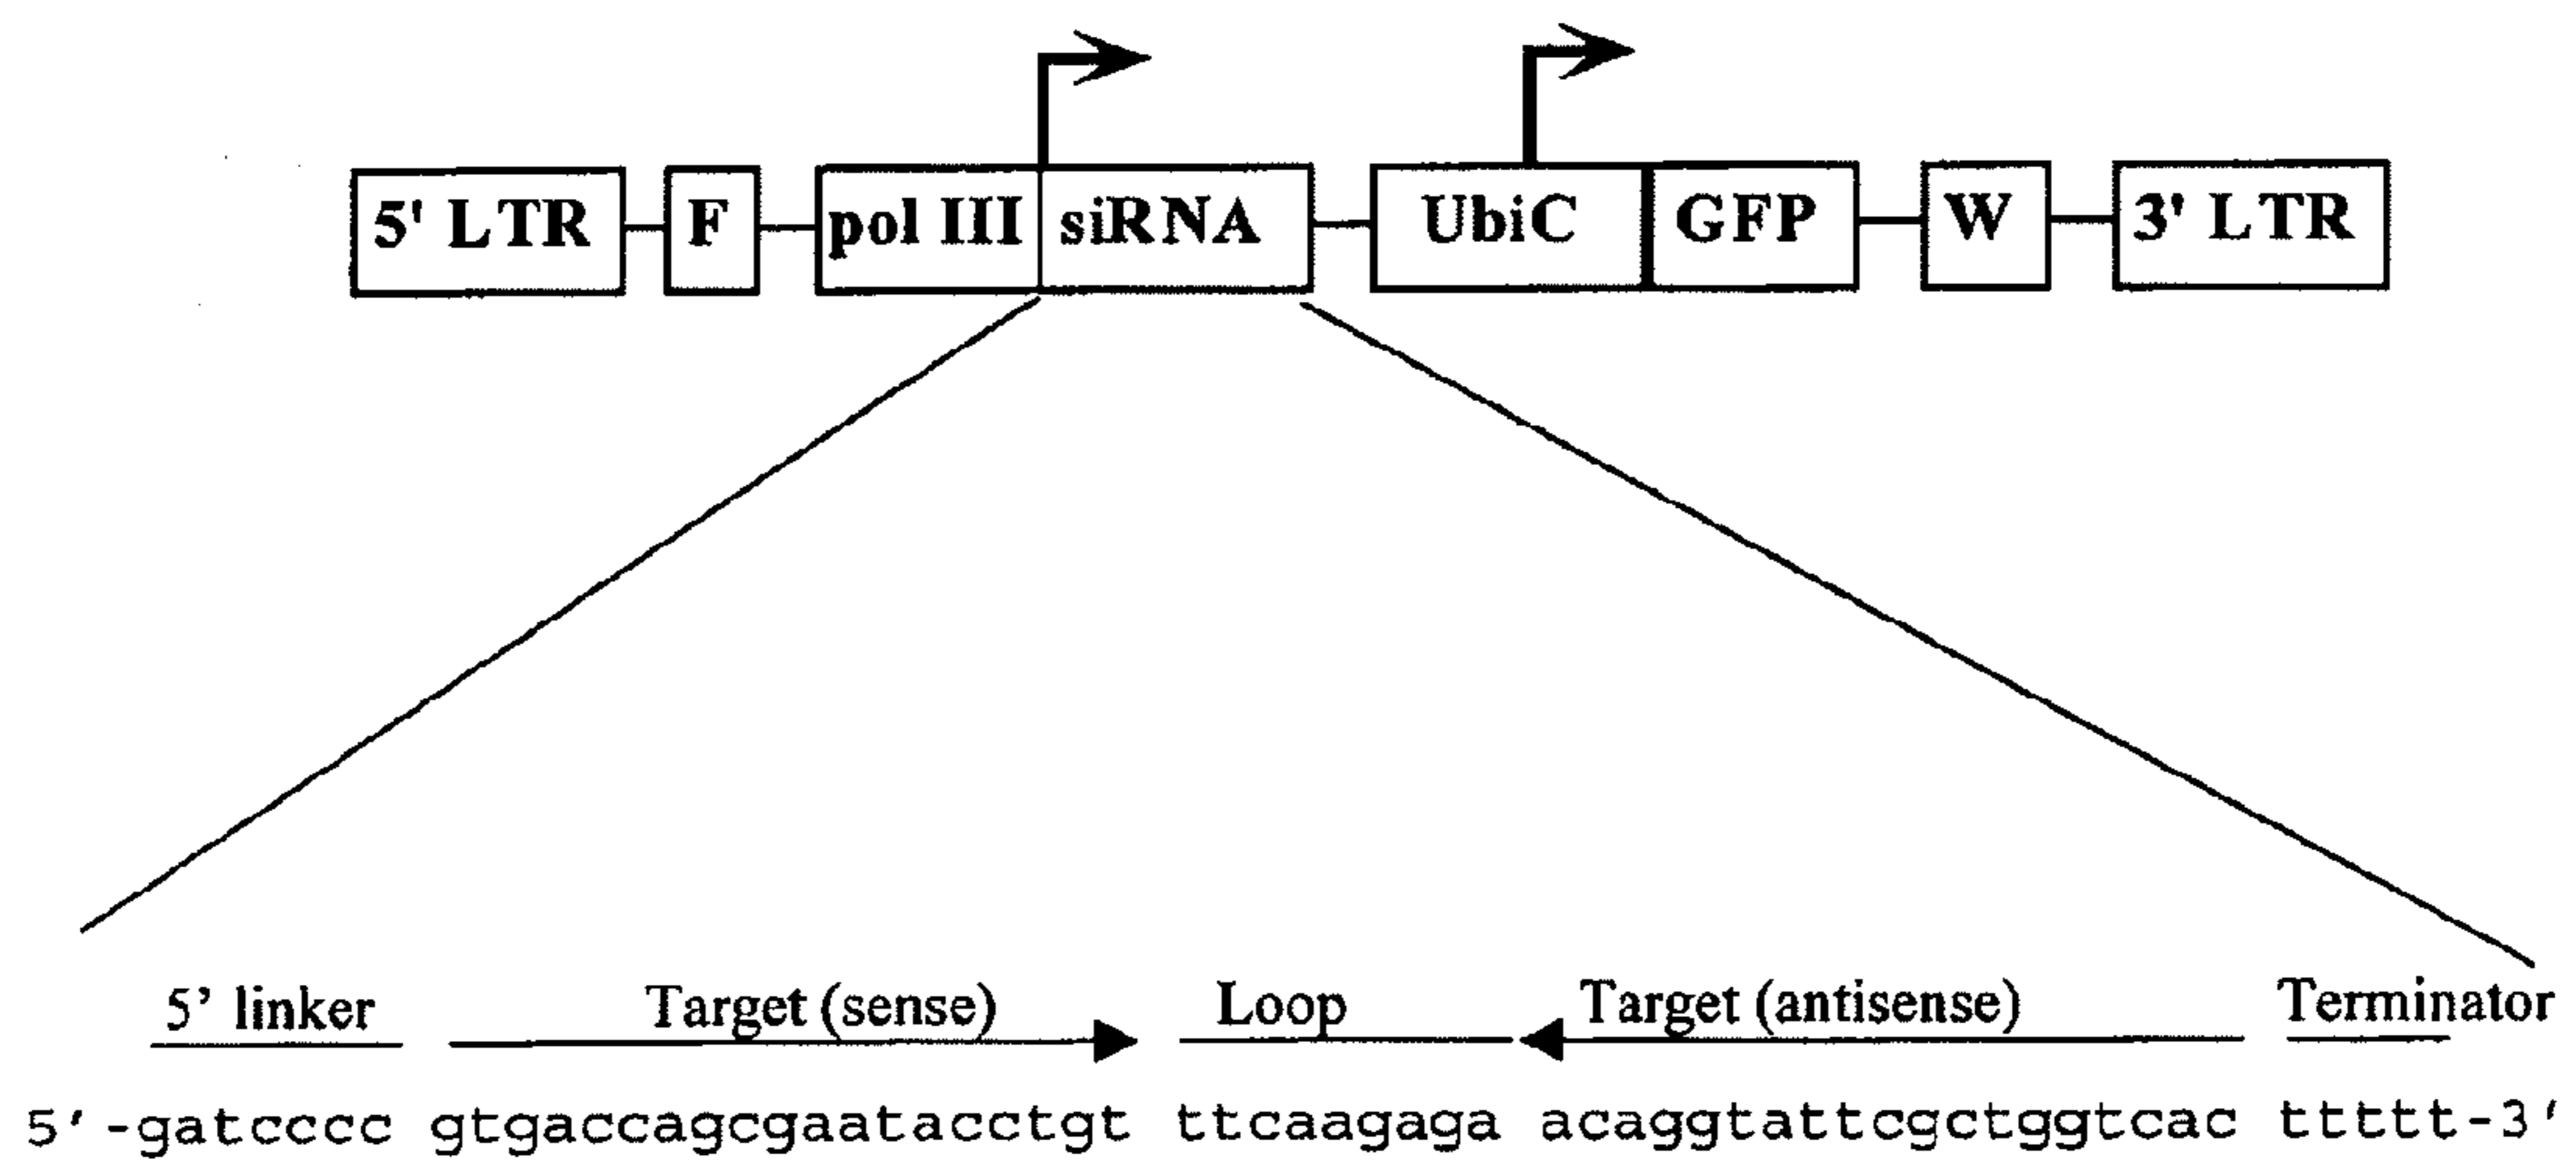 5' LTR F pol III siRNA UbiC GFP W 3' LTR
5’ linker Target (sense) Loop Target (antisense) Terminator
5'-gatcccc gtgaccagcgaatacctgt ttcaagaga acaggtattcgctggtcac ttttt-3'